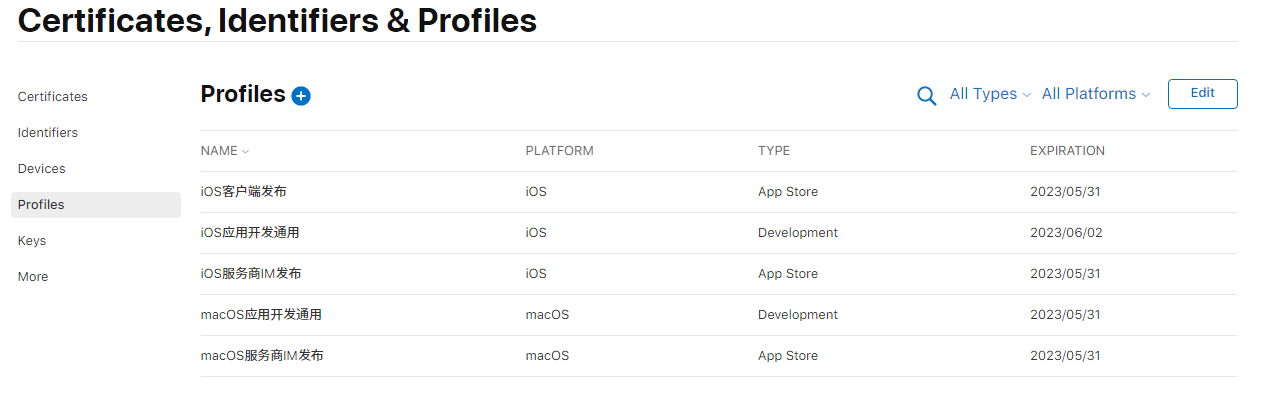 Certificates, Identifiers & Profiles
Certificates
Identifiers
Devices
Profiles
Keys
More
Profiles
All Types
All Platforms
Edit
NAME PLATFORM TYPE EXPIRATION
iOS客户端发布 iOS App Store 2023/05/31
iOS应用开发通用 iOS Development 2023/06/02
iOS服务商IM发布 iOS App Store 2023/05/31
macOS应用开发通用 macOS Development 2023/05/31
macOS服务商IM发布 macOS App Store 2023/05/31